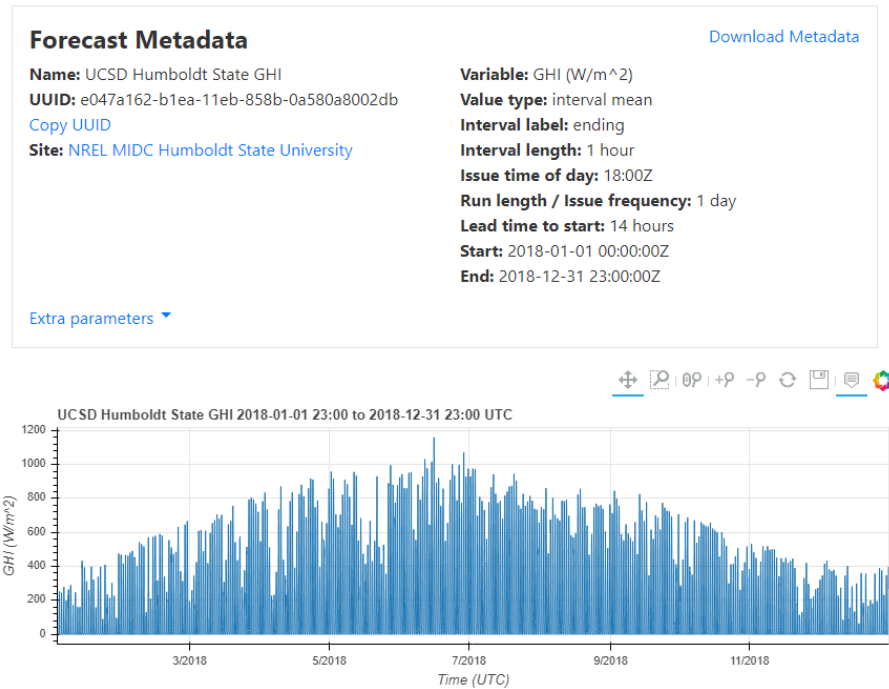 Forecast Metadata
Download Metadata
Name: UCSD Humboldt State GHI
UUID: e047a162-b1ea-11eb-858b-0a580a8002db
Copy UUID
Site: NREL MIDC Humboldt State University
Variable: GHI (W/m^2)
Value type: interval mean
Interval label: ending
Interval length: 1 hour
Issue time of day: 18:00Z
Run length / Issue frequency: 1 day
Lead time to start: 14 hours
Start: 2018-01-01 00:00:00Z
End: 2018-12-31 23:00:00Z
Extra parameters
UCSD Humboldt State GHI 2018-01-01 23:00 to 2018-12-31 23:00 UTC
GHI (W/m^2)
1200
1000
800
600
400
200
0
3/2018 5/2018 7/2018 9/2018 11/2018
Time (UTC)